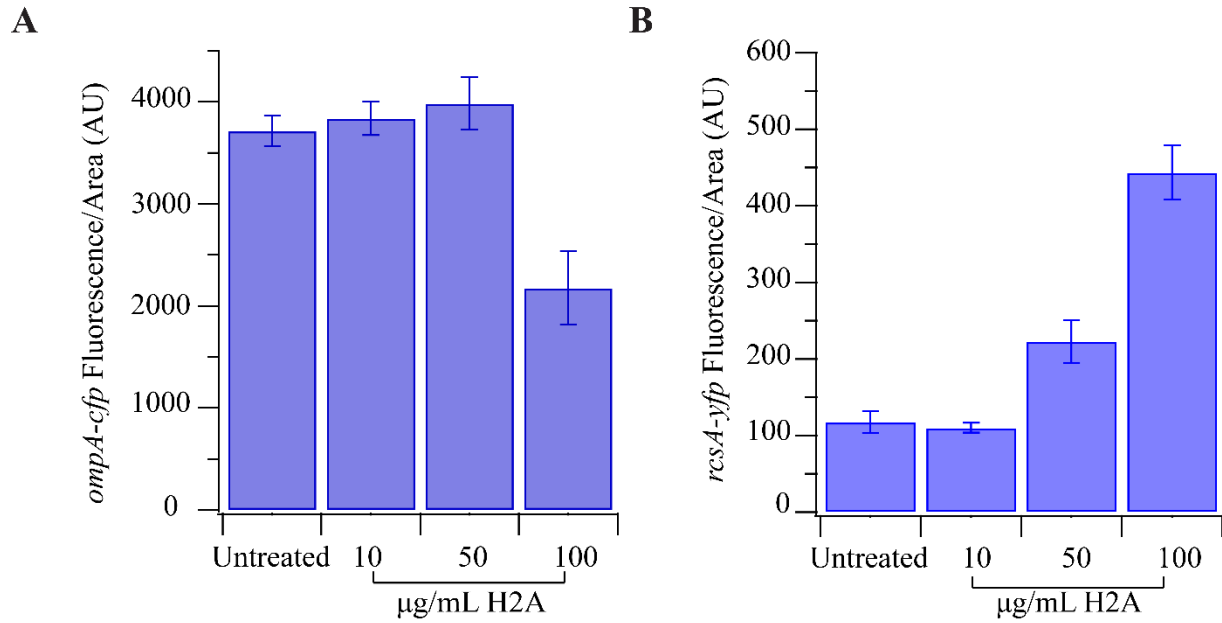 A
ompA-cfp Fluorescence/Area (AU)
4000
3000
2000
1000
0
Untreated 10 50 100
μg/mL H2A
B
rcsA-yfp Fluorescence/Area (AU)
600
500
400
300
200
100
0
Untreated 10 50 100
μg/mL H2A